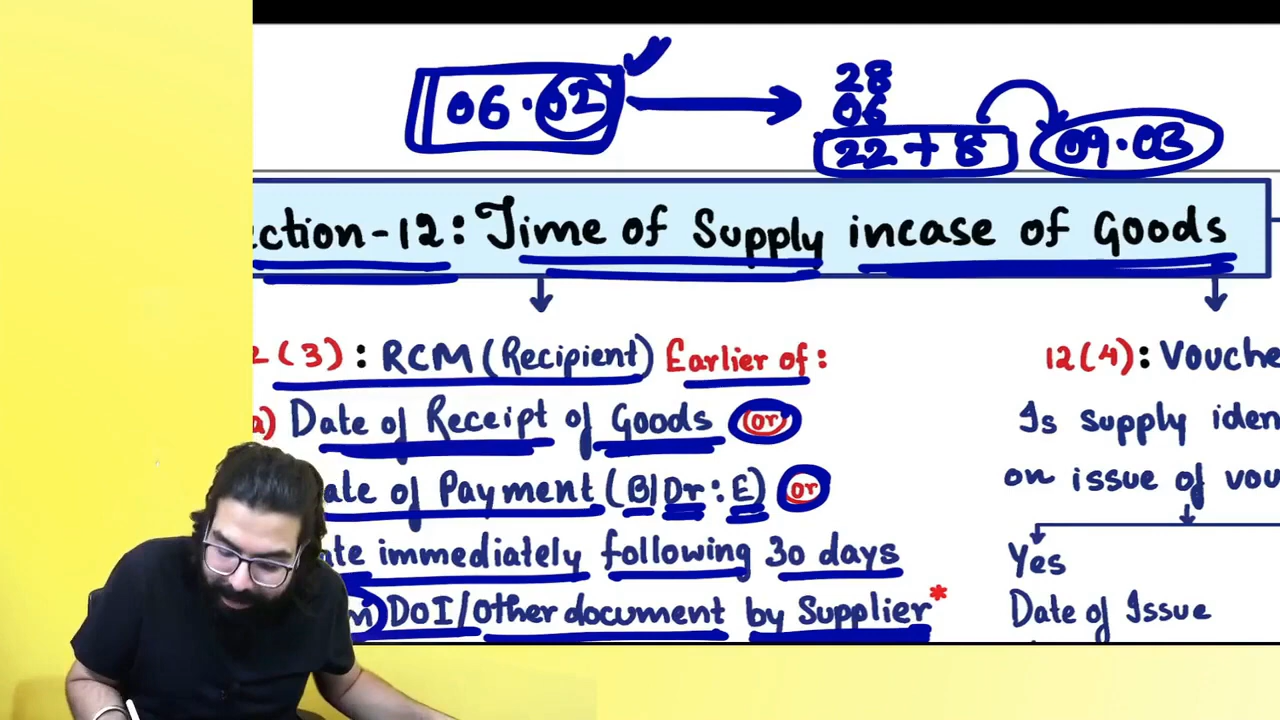 06.02
28
06
22 + 8
09.03
ction-12: Time of Supply incase of Goods
2(3): RCM (Recipient) Earlier of:
a) Date of Receipt of Goods (or)
ate of Payment (B|Dr: E) (or)
te immediately following 30 days
m) DOI/Other document by Supplier*
12(4): Vouche
Is supply iden
on issue of vou
Yes
Date of Issue